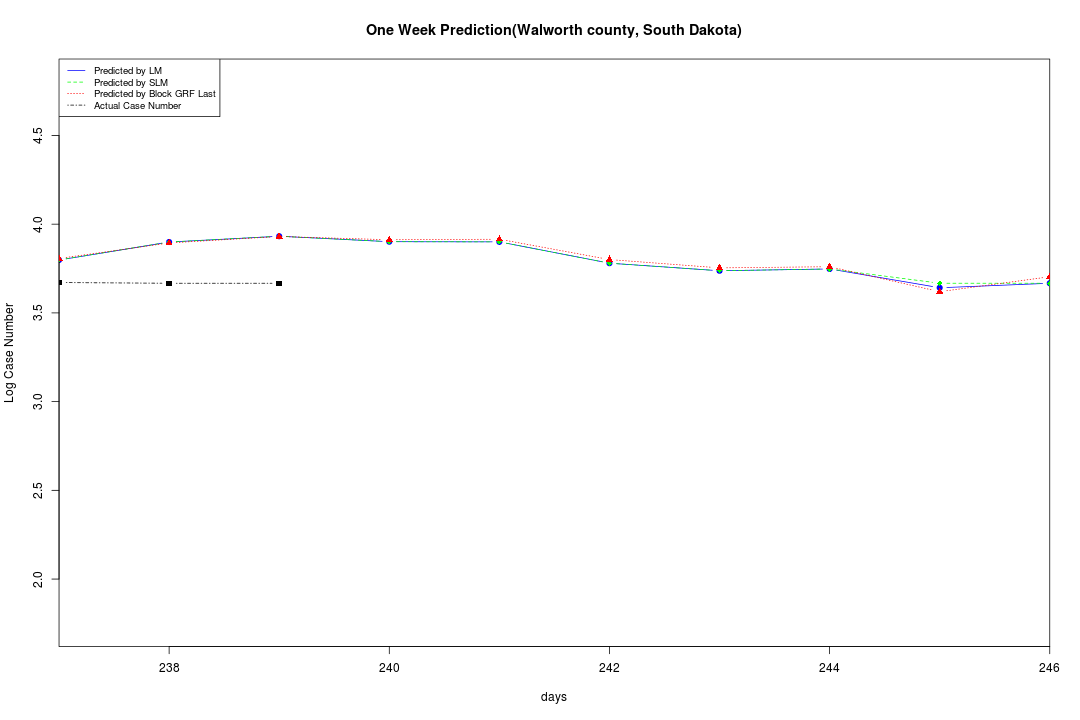 One Week Prediction(Walworth county, South Dakota)
Predicted by LM
Predicted by SLM
Predicted by Block GRF Last
Actual Case Number
Log Case Number
4.5
4.0
3.5
3.0
2.5
2.0
238
240
242
244
246
days